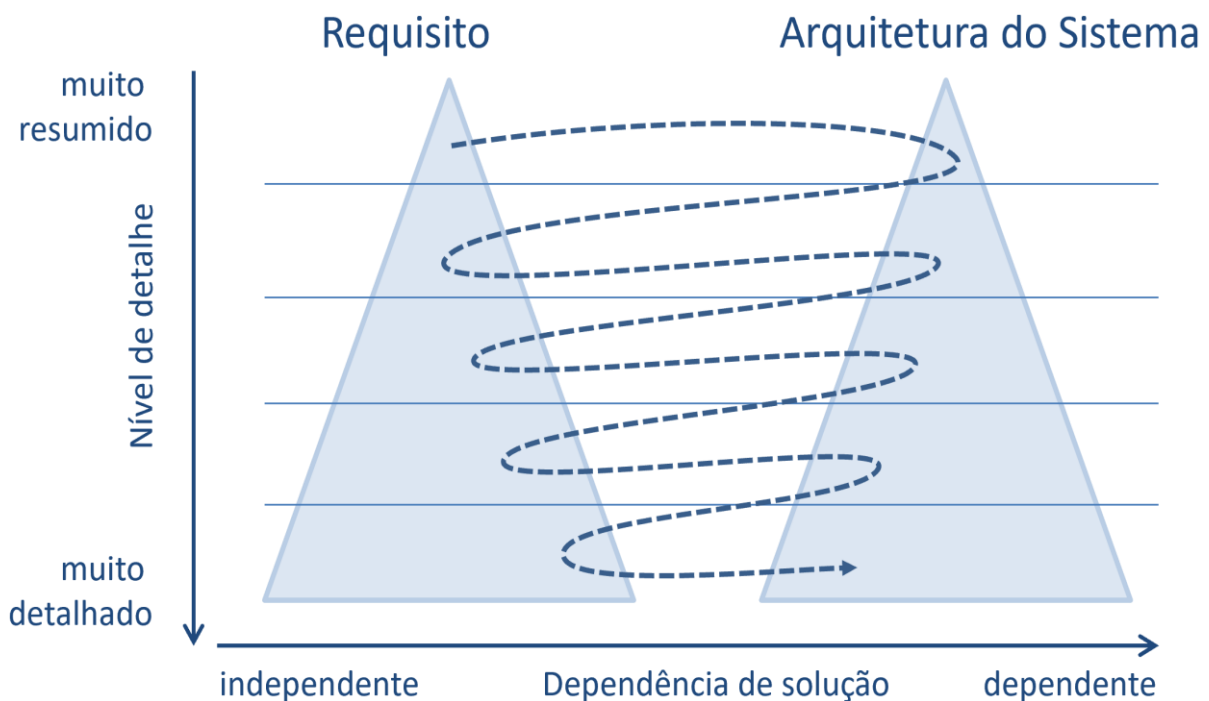 Requisito
Arquitetura do Sistema
muito
resumido
Nível de detalhe
muito
detalhado
independente
Dependência de solução
dependente